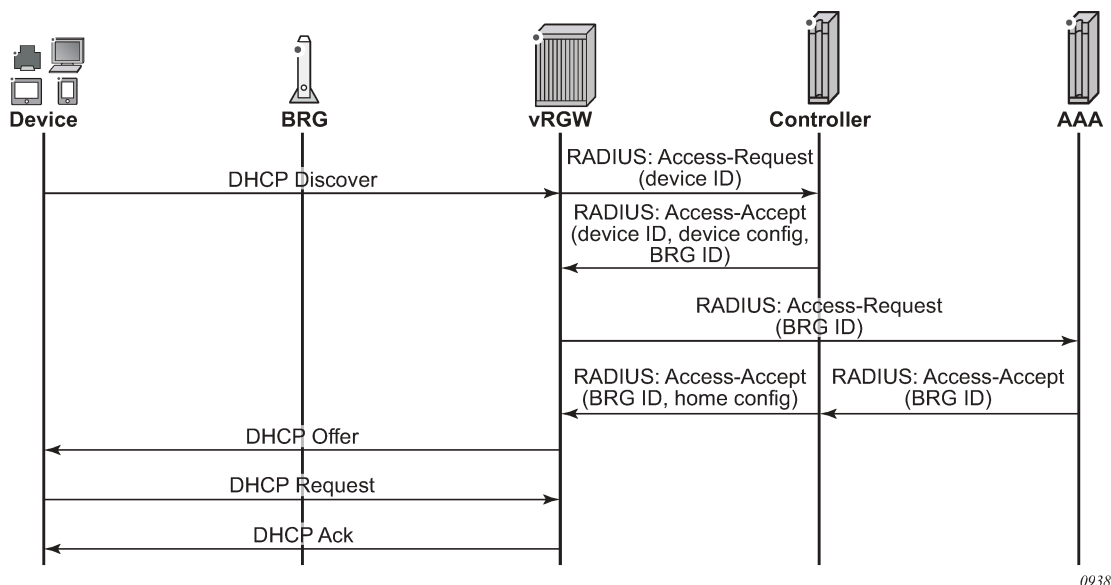 Device
BRG
vRGW
Controller
AAA
DHCP Discover
RADIUS: Access-Request
(device ID)
RADIUS: Access-Accept
(device ID, device config,
BRG ID)
RADIUS: Access-Request
(BRG ID)
RADIUS: Access-Accept
(BRG ID, home config)
RADIUS: Access-Accept
(BRG ID)
DHCP Offer
DHCP Request
DHCP Ack
0938